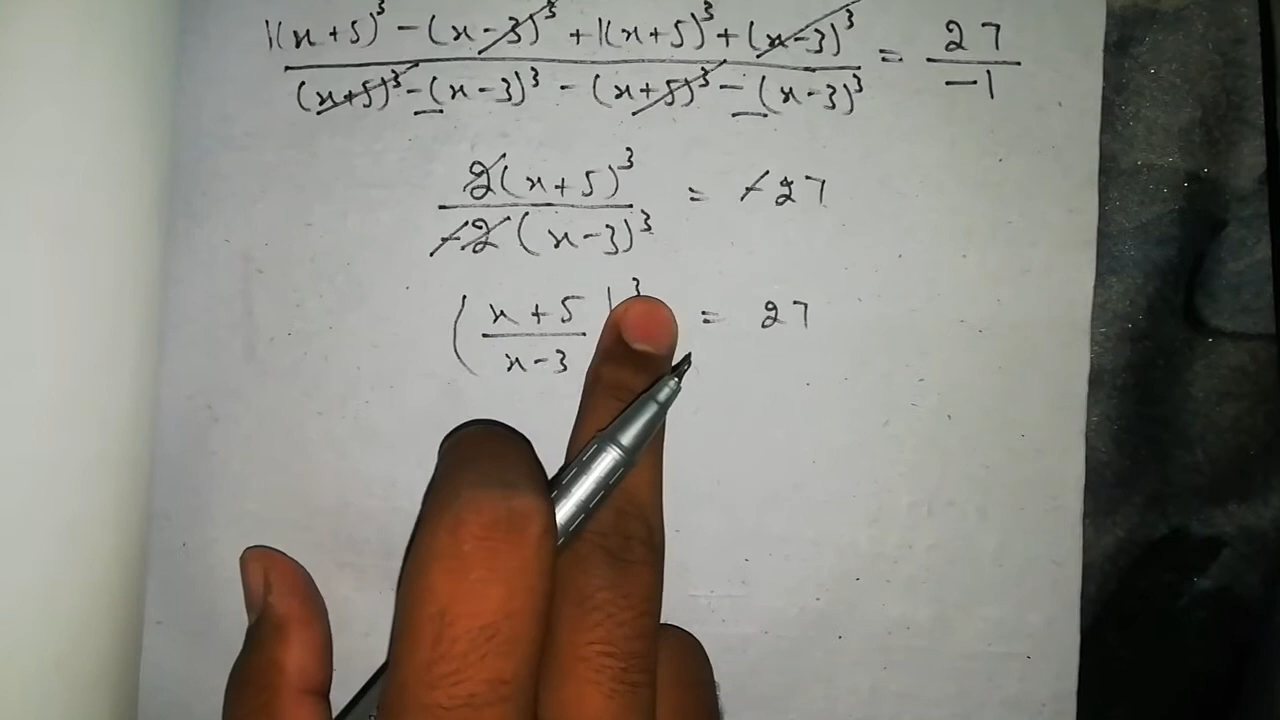 1(x+5)³ - (x-3)³ + 1(x+5)³ + (x-3)³ / (x+5)³ - (x-3)³ - (x+5)³ - (x-3)³ = 27 / -1
2(x+5)³ / -2(x-3)³ = -27
(x+5 / x-3)³ = 27